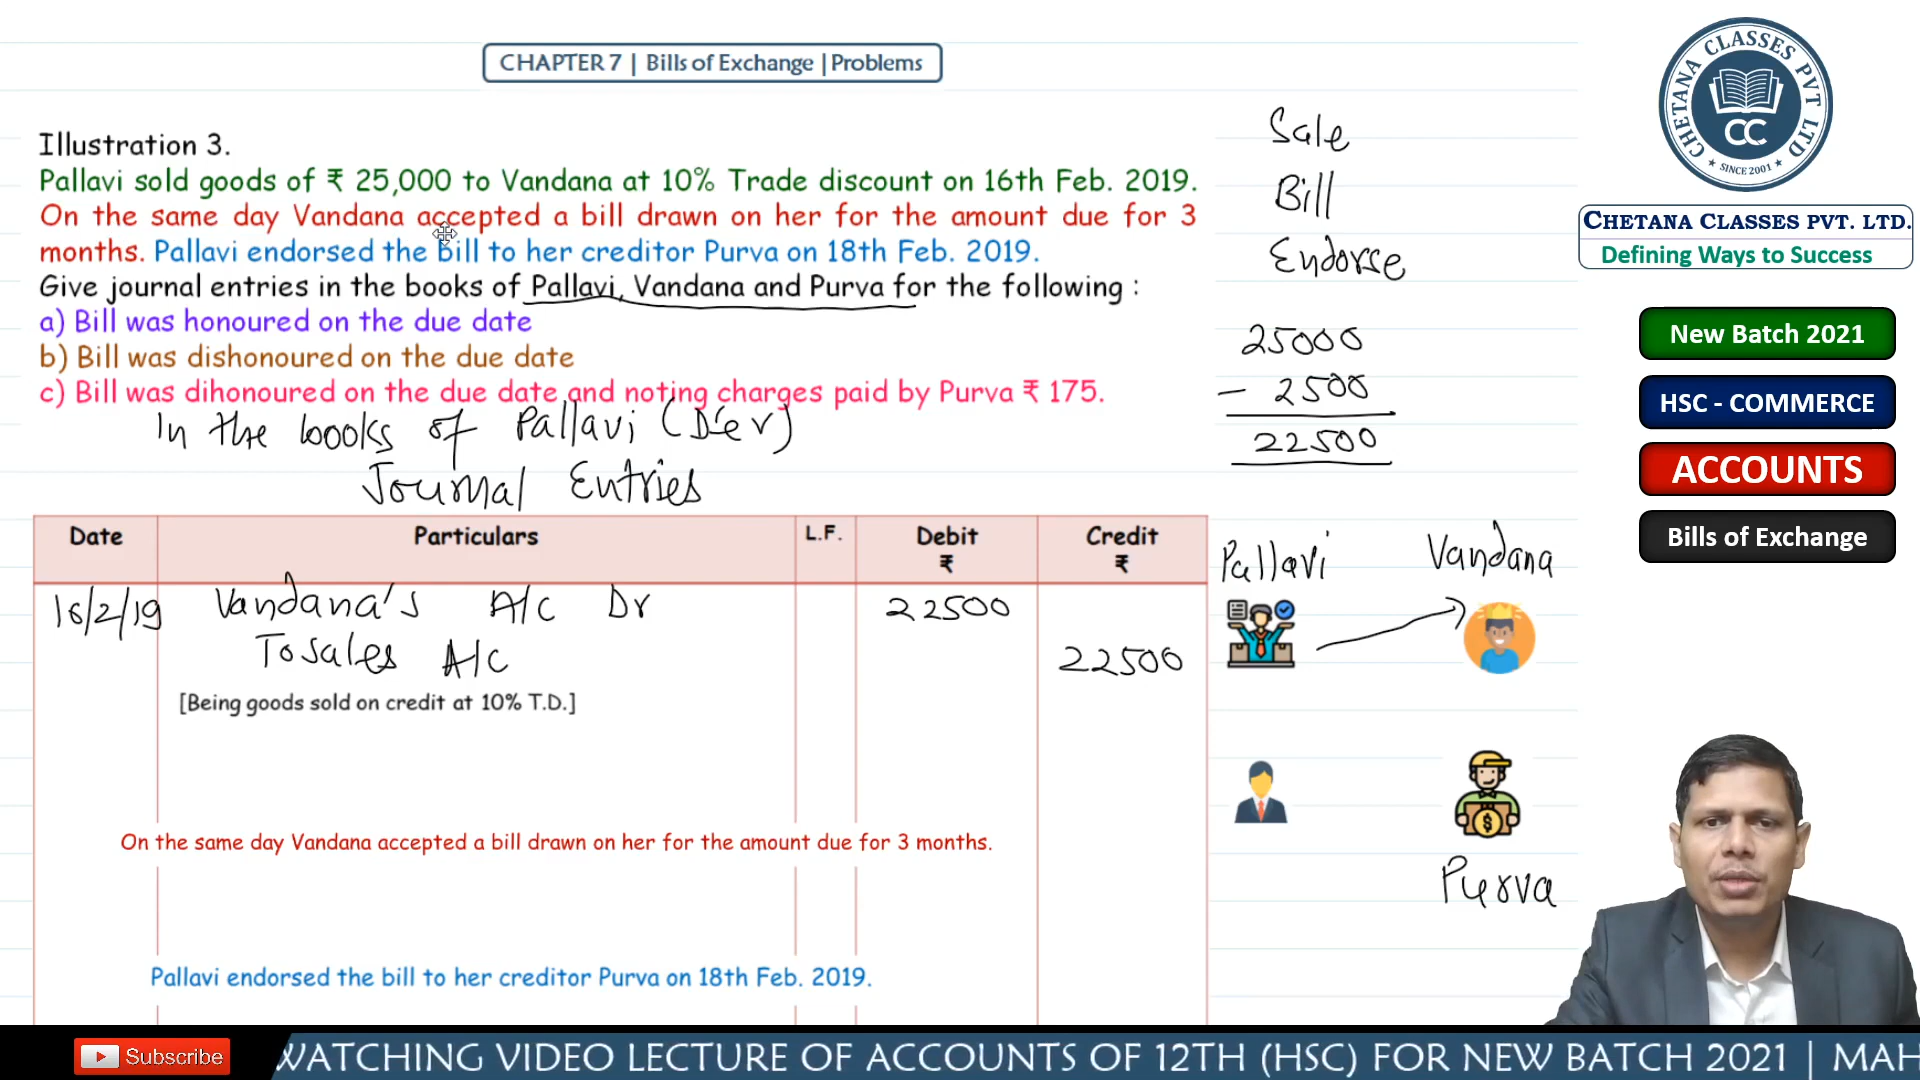 CHAPTER 7 | Bills of Exchange | Problems
Illustration 3.
Pallavi sold goods of ₹ 25,000 to Vandana at 10% Trade discount on 16th Feb. 2019.
On the same day Vandana accepted a bill drawn on her for the amount due for 3
months. Pallavi endorsed the Bill to her creditor Purva on 18th Feb. 2019.
Give journal entries in the books of Pallavi, Vandana and Purva for the following :
a) Bill was honoured on the due date
b) Bill was dishonoured on the due date
c) Bill was dihonoured on the due date and noting charges paid by Purva ₹ 175.
In the books of Pallavi (D'er)
Journal Entries
Date Particulars L.F. Debit ₹ Credit ₹
16/2/19 Vandana's A/c Dr 22500
To Sales A/c 22500
[Being goods sold on credit at 10% T.D.]
On the same day Vandana accepted a bill drawn on her for the amount due for 3 months.
Pallavi endorsed the bill to her creditor Purva on 18th Feb. 2019.
Sale
Bill
Endorse
25000
- 2500
22500
Pallavi Vandana
Purva
CHETANA CLASSES PVT LTD
CC
★ SINCE 2001 ★
CHETANA CLASSES PVT. LTD.
Defining Ways to Success
New Batch 2021
HSC - COMMERCE
ACCOUNTS
Bills of Exchange
Subscribe
WATCHING VIDEO LECTURE OF ACCOUNTS OF 12TH (HSC) FOR NEW BATCH 2021 | MAH